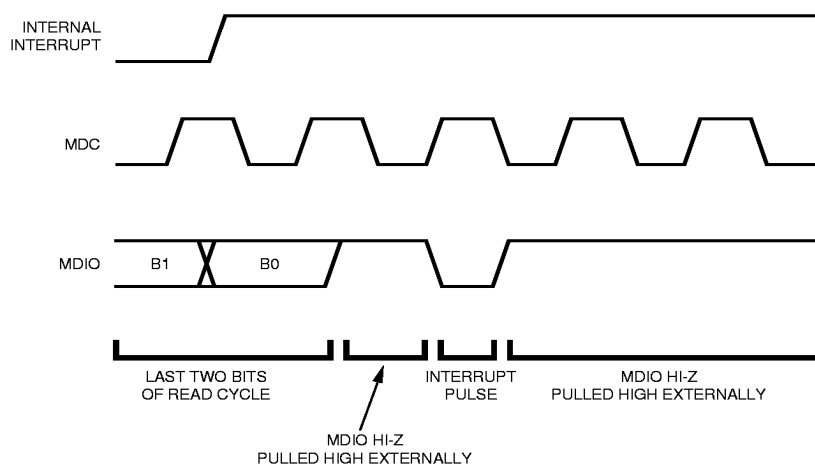 INTERNAL
INTERRUPT
MDC
MDIO
B1
B0
LAST TWO BITS
OF READ CYCLE
INTERRUPT
PULSE
MDIO HI-Z
PULLED HIGH EXTERNALLY
MDIO HI-Z
PULLED HIGH EXTERNALLY